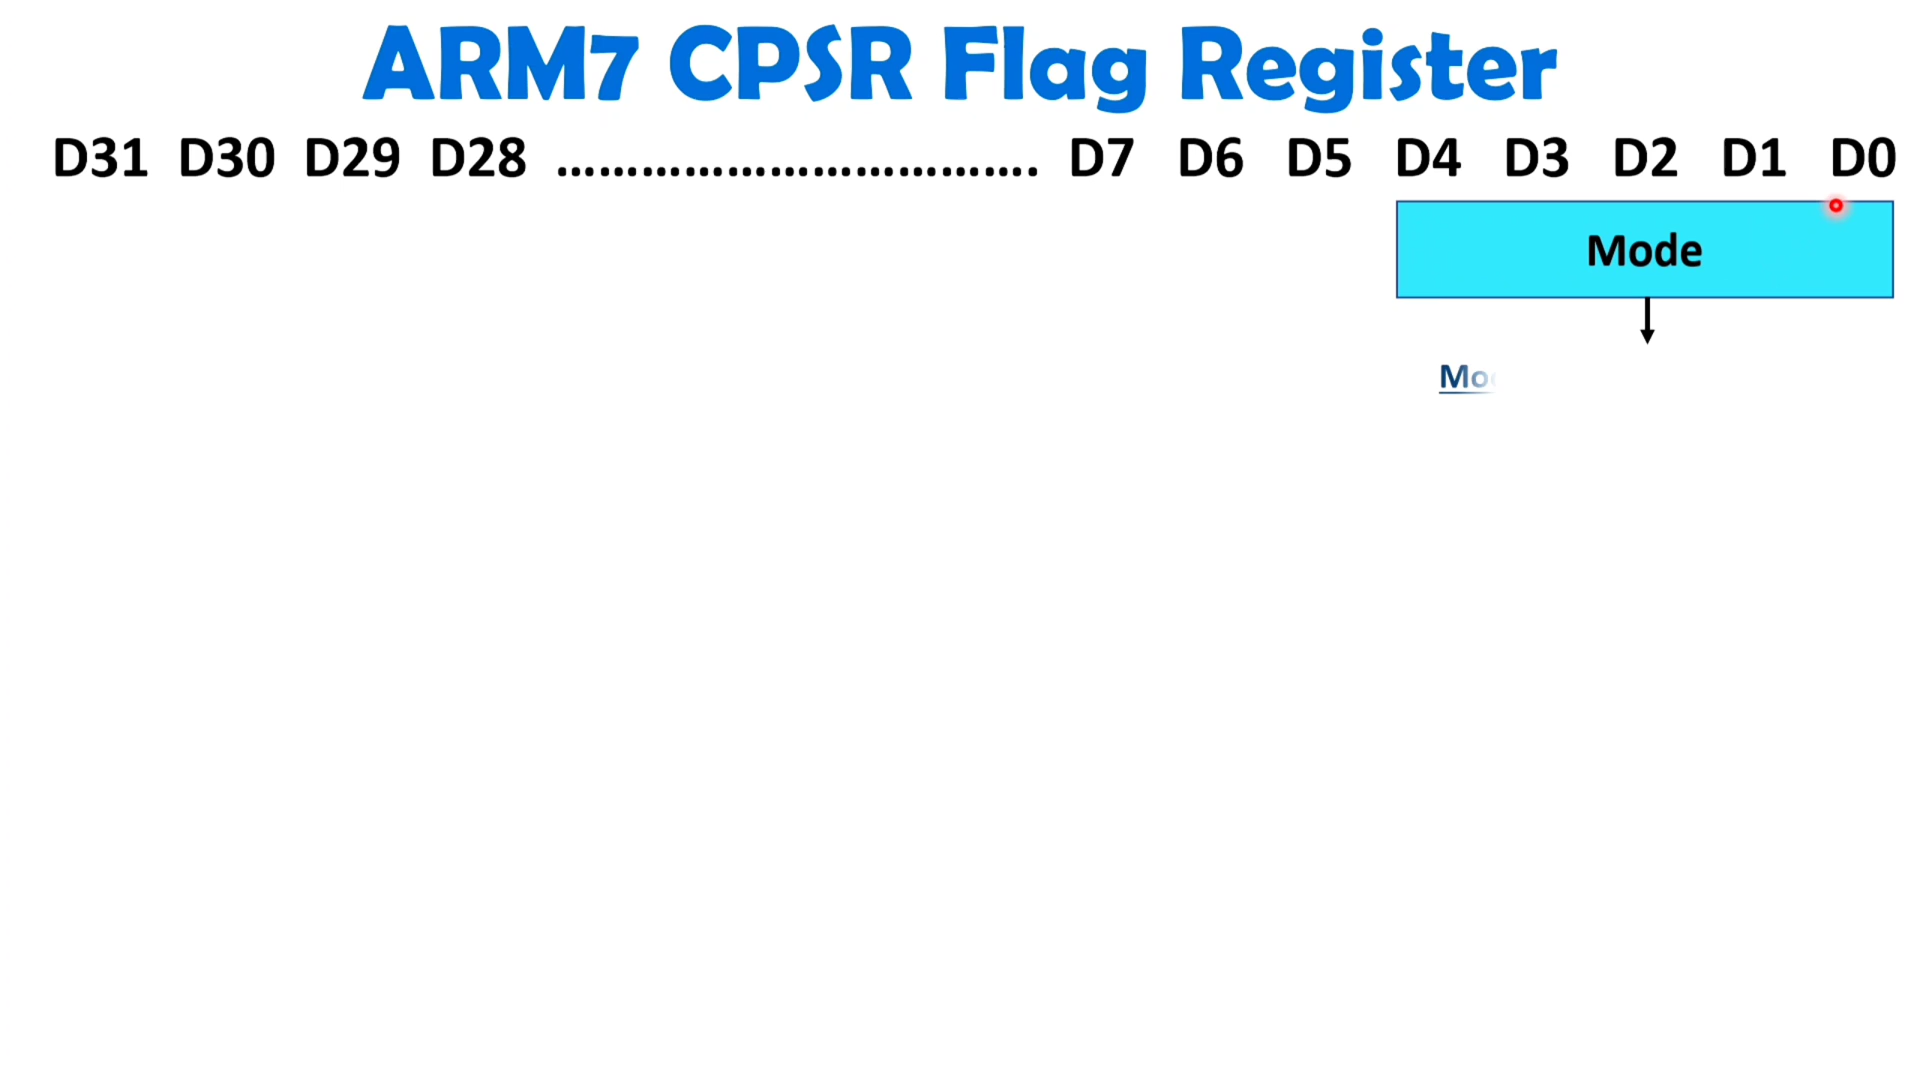 ARM7 CPSR Flag Register
D31 D30 D29 D28 .................................. D7 D6 D5 D4 D3 D2 D1 D0
Mode